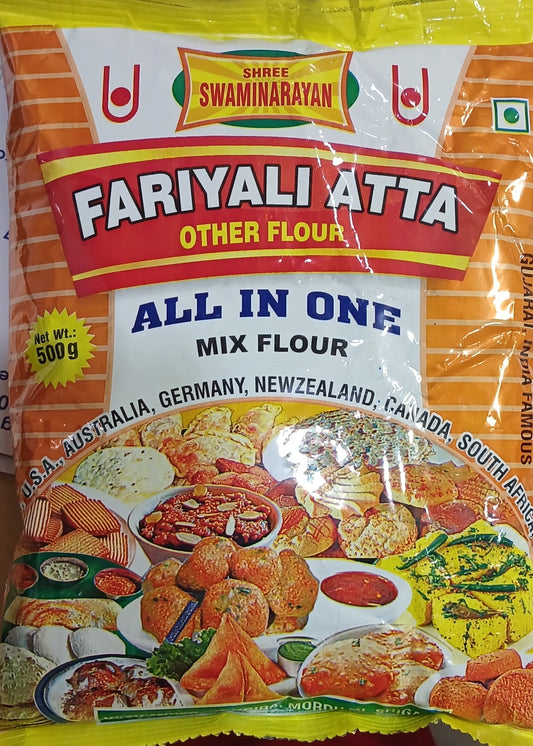 SHREE
SWAMINARAYAN
FARIYALI ATTA
OTHER FLOUR
ALL IN ONE
MIX FLOUR
Net Wt.:
500g
U.S.A., AUSTRALIA, GERMANY, NEWZEALAND, CANADA, SOUTH AFRICA
GUJARAT, INDIA FAMOUS